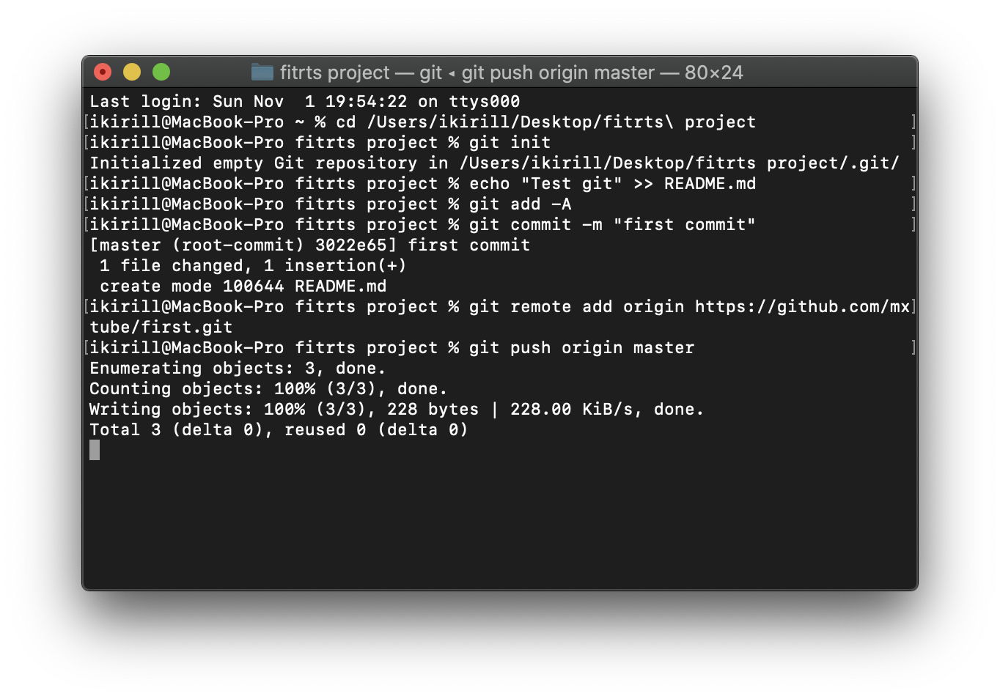 fitrts project — git ◂ git push origin master — 80×24
Last login: Sun Nov  1 19:54:22 on ttys000
[ikirill@MacBook-Pro ~ % cd /Users/ikirill/Desktop/fitrts\ project ]
[ikirill@MacBook-Pro fitrts project % git init ]
Initialized empty Git repository in /Users/ikirill/Desktop/fitrts project/.git/
[ikirill@MacBook-Pro fitrts project % echo "Test git" >> README.md ]
[ikirill@MacBook-Pro fitrts project % git add -A ]
[ikirill@MacBook-Pro fitrts project % git commit -m "first commit" ]
[master (root-commit) 3022e65] first commit
 1 file changed, 1 insertion(+)
 create mode 100644 README.md
[ikirill@MacBook-Pro fitrts project % git remote add origin https://github.com/mx]
tube/first.git
[ikirill@MacBook-Pro fitrts project % git push origin master ]
Enumerating objects: 3, done.
Counting objects: 100% (3/3), done.
Writing objects: 100% (3/3), 228 bytes | 228.00 KiB/s, done.
Total 3 (delta 0), reused 0 (delta 0)